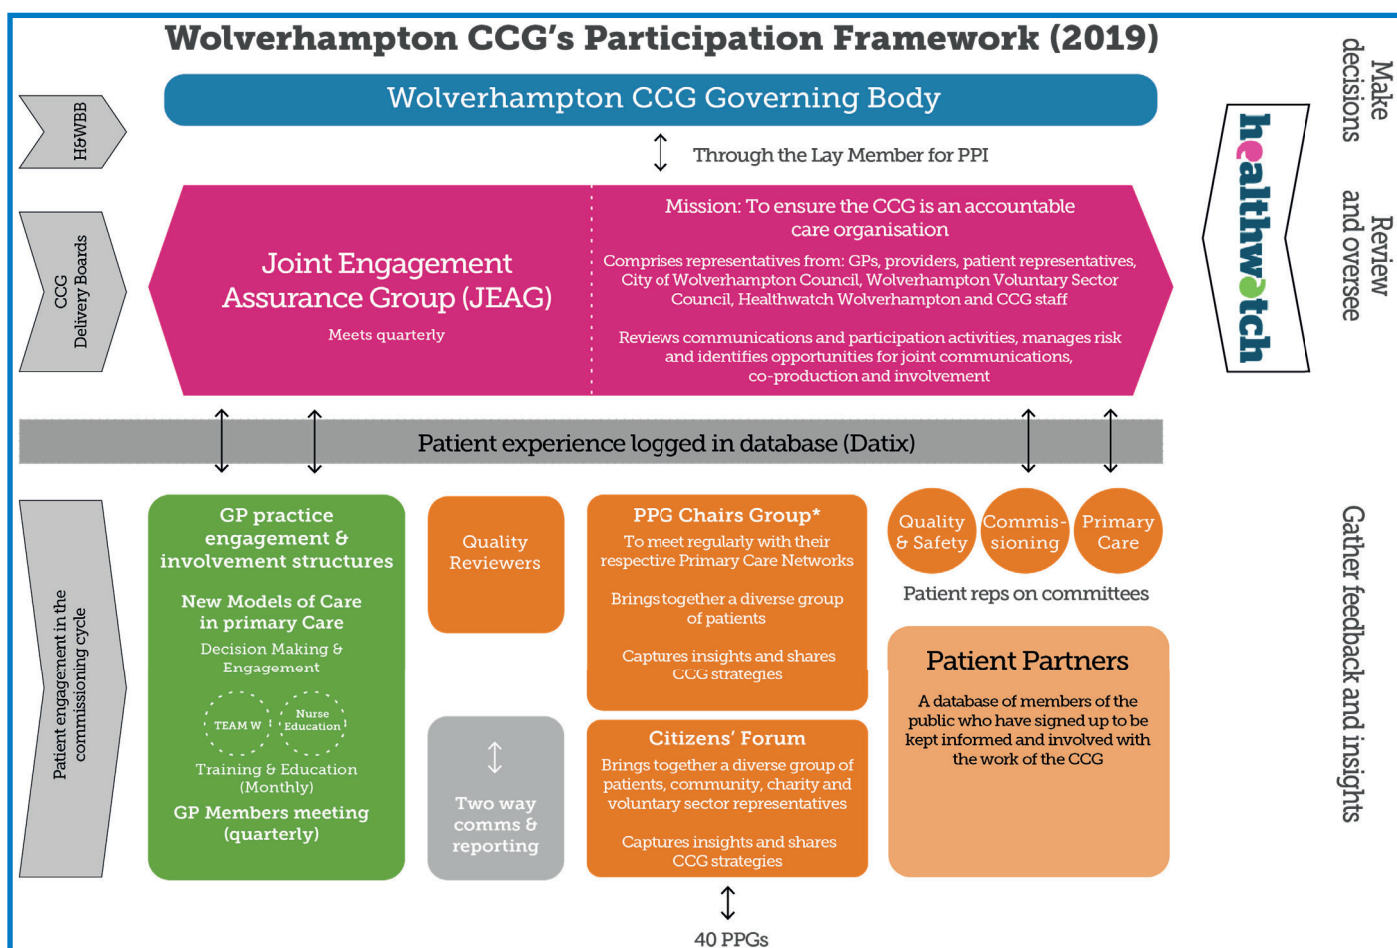 Wolverhampton CCG's Participation Framework (2019)
Wolverhampton CCG Governing Body
Through the Lay Member for PPI
H&WBB
Make
decisions
CCG
Delivery Boards
Joint Engagement
Assurance Group (JEAG)
Meets quarterly
Mission: To ensure the CCG is an accountable
care organisation
Comprises representatives from: GPs, providers, patient representatives,
City of Wolverhampton Council, Wolverhampton Voluntary Sector
Council, Healthwatch Wolverhampton and CCG staff
Reviews communications and participation activities, manages risk
and identifies opportunities for joint communications,
co-production and involvement
healthwatch
Review
and oversee
Patient experience logged in database (Datix)
Patient engagement in the
commissioning cycle
GP practice
engagement &
involvement structures
New Models of Care
in primary Care
Decision Making &
Engagement
TEAM W
Nurse
Education
Training & Education
(Monthly)
GP Members meeting
(quarterly)
Quality
Reviewers
Two way
comms &
reporting
PPG Chairs Group*
To meet regularly with their
respective Primary Care Networks
Brings together a diverse group
of patients
Captures insights and shares
CCG strategies
Citizens' Forum
Brings together a diverse group of
patients, community, charity and
voluntary sector representatives
Captures insights and shares
CCG strategies
40 PPGs
Quality
& Safety
Commis-
sioning
Primary
Care
Patient reps on committees
Patient Partners
A database of members of the
public who have signed up to be
kept informed and involved with
the work of the CCG
Gather feedback and insights